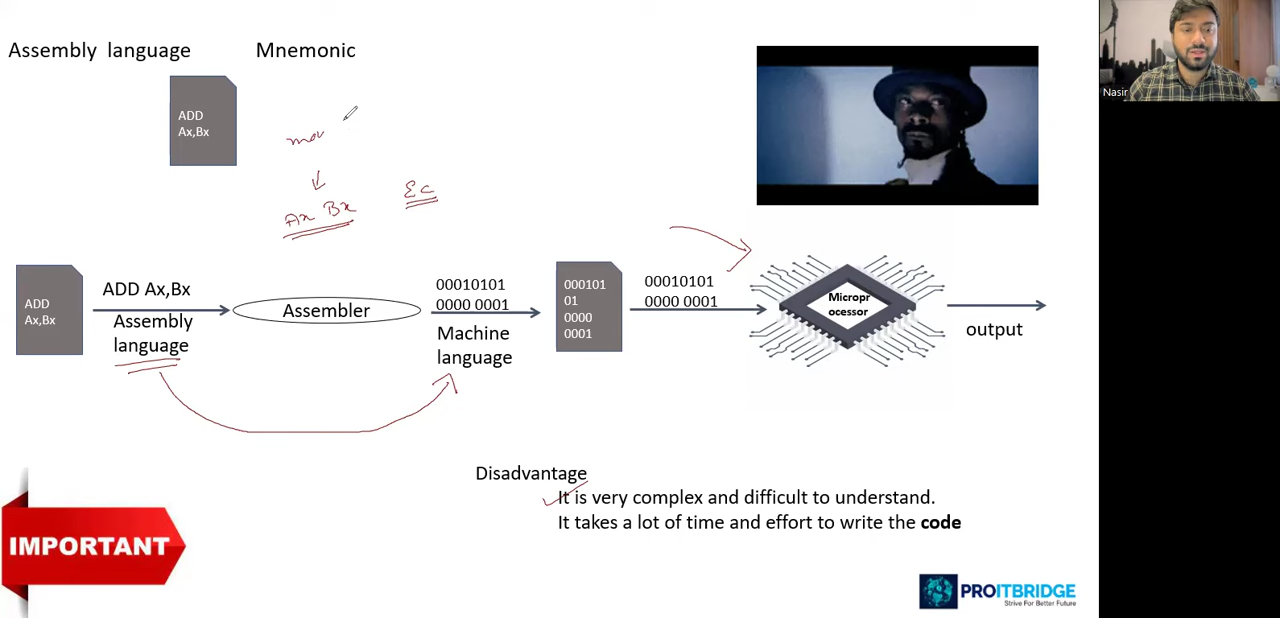 Assembly language
Mnemonic
ADD
Ax,Bx
mov
Ax Bx
Ec
Nasir
ADD
Ax,Bx
ADD Ax,Bx
Assembly
language
Assembler
00010101
0000 0001
Machine
language
000101
01
0000
0001
00010101
0000 0001
Micropr
ocessor
output
Disadvantage
It is very complex and difficult to understand.
It takes a lot of time and effort to write the code
IMPORTANT
PROITBRIDGE
Strive For Better Future